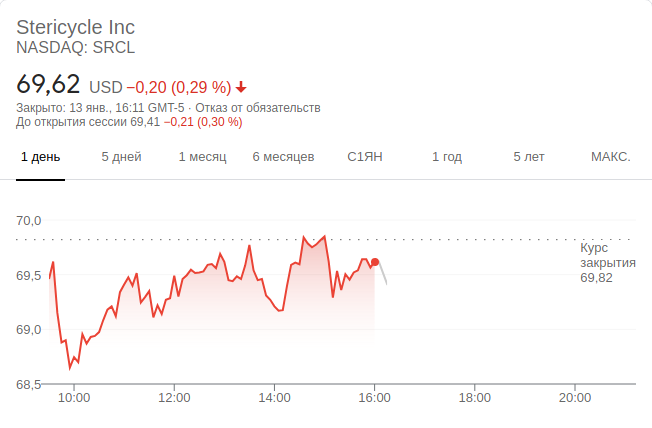 Stericycle Inc
NASDAQ: SRCL
69,62 USD −0,20 (0,29 %)
Закрыто: 13 янв., 16:11 GMT-5 · Отказ от обязательств
До открытия сессии 69,41 −0,21 (0,30 %)
1 день 5 дней 1 месяц 6 месяцев С1ЯН 1 год 5 лет МАКС.
70,0
Курс
закрытия
69,82
69,5
69,0
68,5
10:00 12:00 14:00 16:00 18:00 20:00